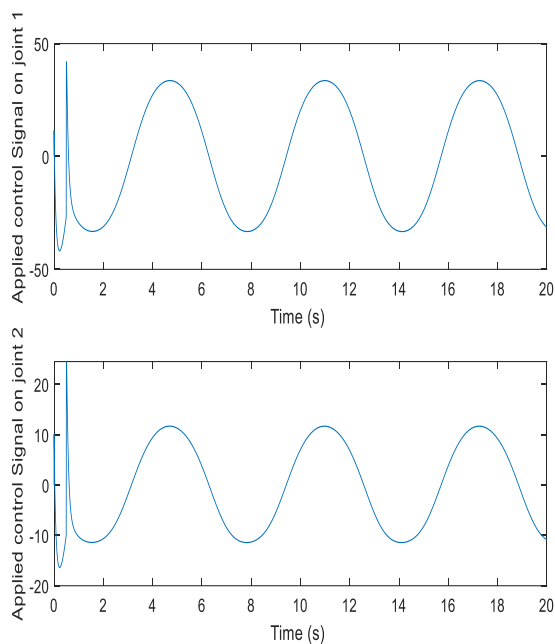 Applied control Signal on joint 1
50
0
-50
0 2 4 6 8 10 12 14 16 18 20
Time (s)
Applied control Signal on joint 2
20
10
0
-10
-20
0 2 4 6 8 10 12 14 16 18 20
Time (s)